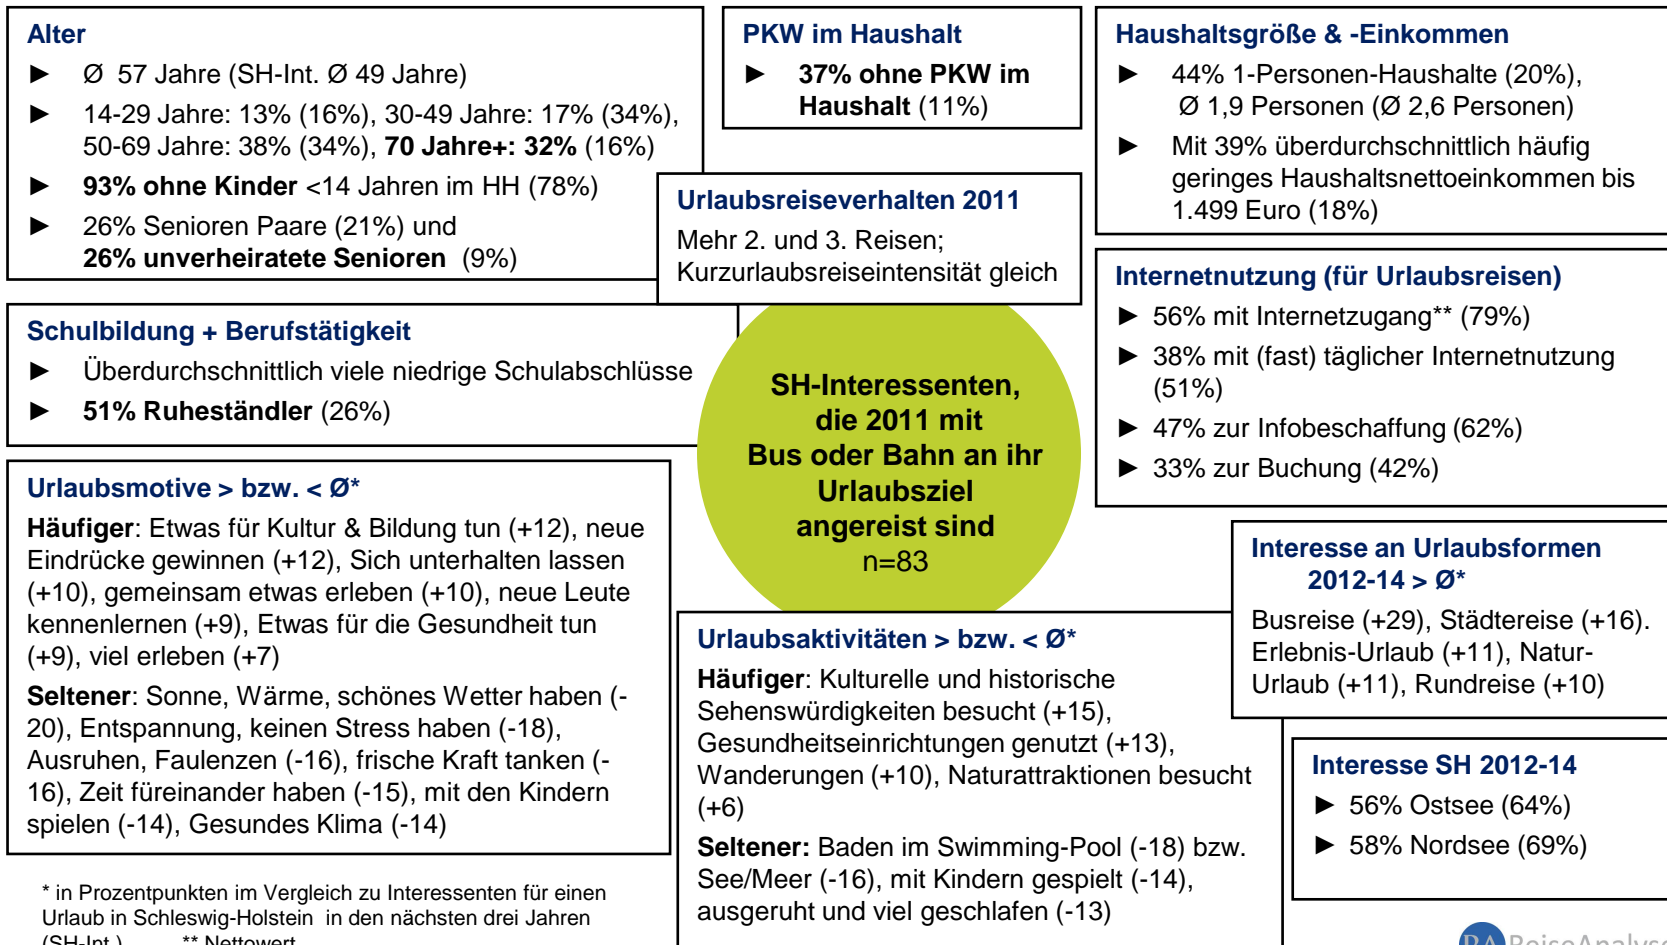 Alter
► Ø 57 Jahre (SH-Int. Ø 49 Jahre)
► 14-29 Jahre: 13% (16%), 30-49 Jahre: 17% (34%),
50-69 Jahre: 38% (34%), 70 Jahre+: 32% (16%)
► 93% ohne Kinder <14 Jahren im HH (78%)
► 26% Senioren Paare (21%) und
26% unverheiratete Senioren (9%)
PKW im Haushalt
► 37% ohne PKW im
Haushalt (11%)
Haushaltsgröße & -Einkommen
► 44% 1-Personen-Haushalte (20%),
Ø 1,9 Personen (Ø 2,6 Personen)
► Mit 39% überdurchschnittlich häufig
geringes Haushaltsnettoeinkommen bis
1.499 Euro (18%)
Urlaubsreiseverhalten 2011
Mehr 2. und 3. Reisen;
Kurzurlaubsreiseintensität gleich
Internetnutzung (für Urlaubsreisen)
► 56% mit Internetzugang** (79%)
► 38% mit (fast) täglicher Internetnutzung
(51%)
► 47% zur Infobeschaffung (62%)
► 33% zur Buchung (42%)
Schulbildung + Berufstätigkeit
► Überdurchschnittlich viele niedrige Schulabschlüsse
► 51% Ruheständler (26%)
SH-Interessenten,
die 2011 mit
Bus oder Bahn an ihr
Urlaubsziel
angereist sind
n=83
Urlaubsmotive > bzw. < Ø*
Häufiger: Etwas für Kultur & Bildung tun (+12), neue
Eindrücke gewinnen (+12), Sich unterhalten lassen
(+10), gemeinsam etwas erleben (+10), neue Leute
kennenlernen (+9), Etwas für die Gesundheit tun
(+9), viel erleben (+7)
Seltener: Sonne, Wärme, schönes Wetter haben (-
20), Entspannung, keinen Stress haben (-18),
Ausruhen, Faulenzen (-16), frische Kraft tanken (-
16), Zeit füreinander haben (-15), mit den Kindern
spielen (-14), Gesundes Klima (-14)
Interesse an Urlaubsformen
2012-14 > Ø*
Busreise (+29), Städtereise (+16).
Erlebnis-Urlaub (+11), Natur-
Urlaub (+11), Rundreise (+10)
Urlaubsaktivitäten > bzw. < Ø*
Häufiger: Kulturelle und historische
Sehenswürdigkeiten besucht (+15),
Gesundheitseinrichtungen genutzt (+13),
Wanderungen (+10), Naturattraktionen besucht
(+6)
Seltener: Baden im Swimming-Pool (-18) bzw.
See/Meer (-16), mit Kindern gespielt (-14),
ausgeruht und viel geschlafen (-13)
Interesse SH 2012-14
► 56% Ostsee (64%)
► 58% Nordsee (69%)
* in Prozentpunkten im Vergleich zu Interessenten für einen
Urlaub in Schleswig-Holstein in den nächsten drei Jahren
(SH-Int.) ** Nettowert
RA ReiseAnalyse